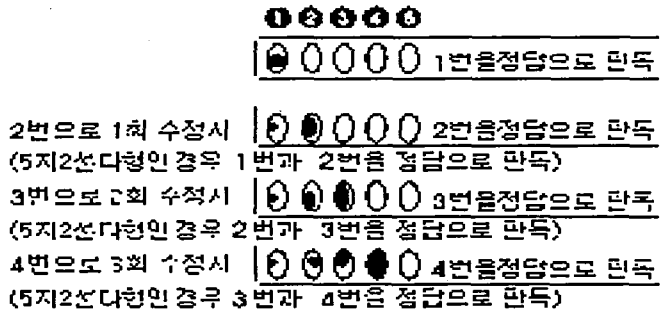 ❶❷❸❹❺
1번을정답으로 판독
2번으로 1회 수정시 2번을정답으로 판독
(5지2선다형인 경우 1번과 2번을 정답으로 판독)
3번으로 2회 수정시 3번을정답으로 판독
(5지2선다형인 경우 2번과 3번을 정답으로 판독)
4번으로 3회 수정시 4번을정답으로 판독
(5지2선다형인 경우 3번과 4번을 정답으로 판독)